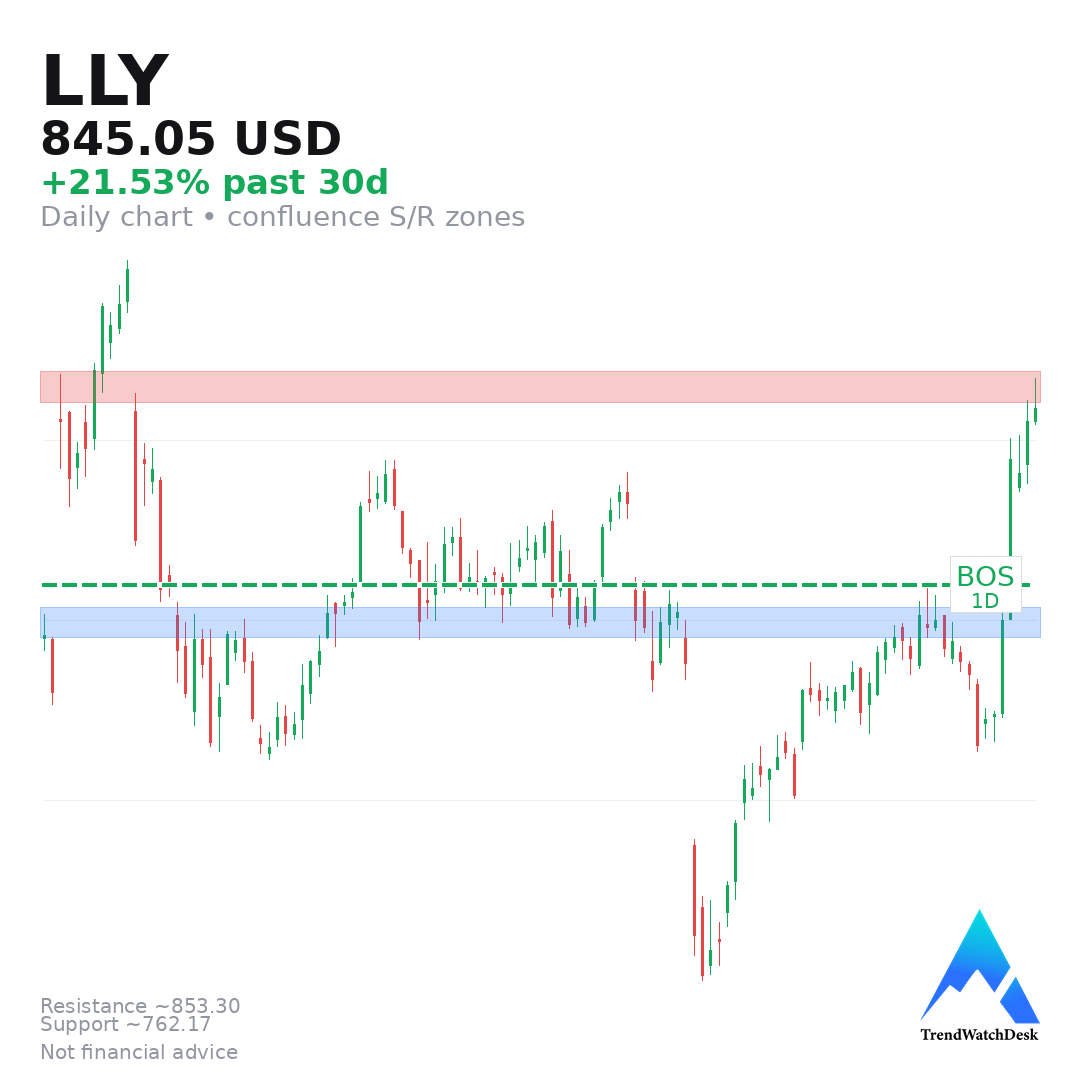 LLY
845.05 USD
+21.53% past 30d
Daily chart • confluence S/R zones
BOS
1D
Resistance ~853.30
Support ~762.17
Not financial advice
TrendWatchDesk